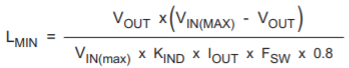 L_MIN = V_OUT x (V_IN(MAX) - V_OUT) / V_IN(max) x K_IND x I_OUT x F_SW x 0.8